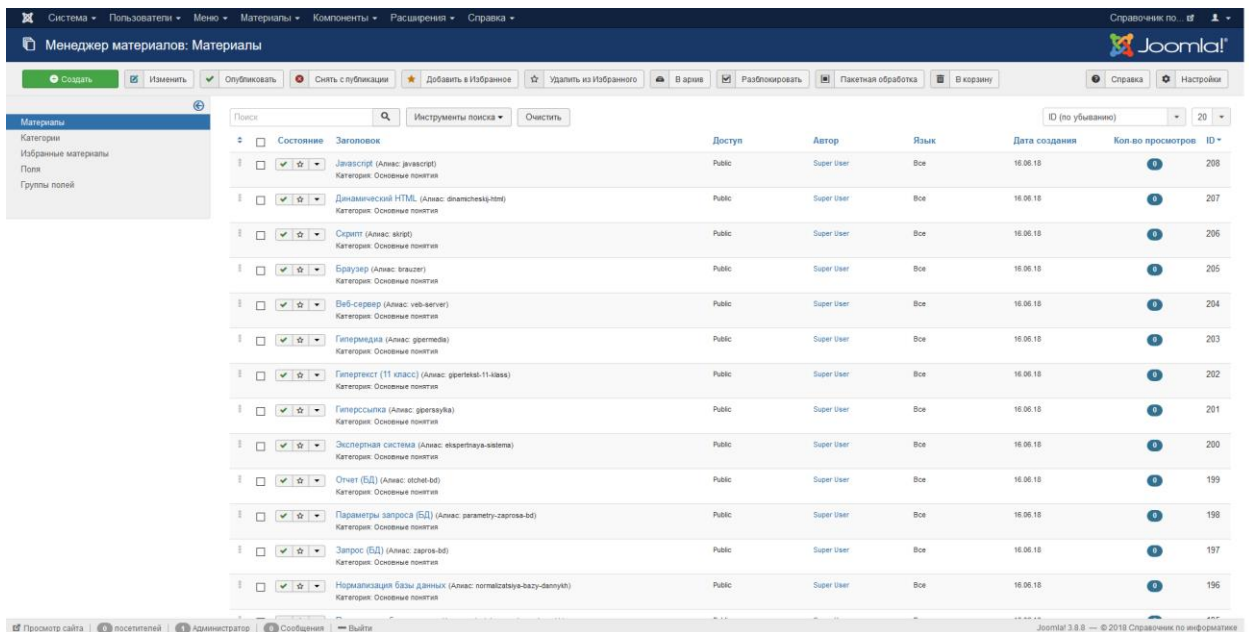 Система Пользователи Меню Материалы Компоненты Расширения Справка Справочник по...
Менеджер материалов: Материалы Joomla!®
Создать Изменить Опубликовать Снять с публикации Добавить в Избранное Удалить из Избранного В архив Разблокировать Пакетная обработка В корзину Справка Настройки
Материалы
Категории
Избранные материалы
Поля
Группы полей
Поиск Инструменты поиска Очистить ID (по убыванию) 20
Состояние Заголовок Доступ Автор Язык Дата создания Кол-во просмотров ID
Javascript (Алиас: javascript) Public Super User Все 16.06.18 0 208
Категория: Основные понятия
Динамический HTML (Алиас: dinamicheskij-html) Public Super User Все 16.06.18 0 207
Категория: Основные понятия
Скрипт (Алиас: skript) Public Super User Все 16.06.18 0 206
Категория: Основные понятия
Браузер (Алиас: brauzer) Public Super User Все 16.06.18 0 205
Категория: Основные понятия
Веб-сервер (Алиас: veb-server) Public Super User Все 16.06.18 0 204
Категория: Основные понятия
Гипермедиа (Алиас: gipermedia) Public Super User Все 16.06.18 0 203
Категория: Основные понятия
Гипертекст (11 класс) (Алиас: gipertekst-11-klass) Public Super User Все 16.06.18 0 202
Категория: Основные понятия
Гиперссылка (Алиас: giperssylka) Public Super User Все 16.06.18 0 201
Категория: Основные понятия
Экспертная система (Алиас: ekspertnaya-sistema) Public Super User Все 16.06.18 0 200
Категория: Основные понятия
Отчет (БД) (Алиас: otchet-bd) Public Super User Все 16.06.18 0 199
Категория: Основные понятия
Параметры запроса (БД) (Алиас: parametry-zaprosa-bd) Public Super User Все 16.06.18 0 198
Категория: Основные понятия
Запрос (БД) (Алиас: zapros-bd) Public Super User Все 16.06.18 0 197
Категория: Основные понятия
Нормализация базы данных (Алиас: normalizatsiya-bazy-dannykh) Public Super User Все 16.06.18 0 196
Категория: Основные понятия
Просмотр сайта 0 посетителей 1 Администратор 0 Сообщения Выйти Joomla! 3.8.8 — © 2018 Справочник по информатике